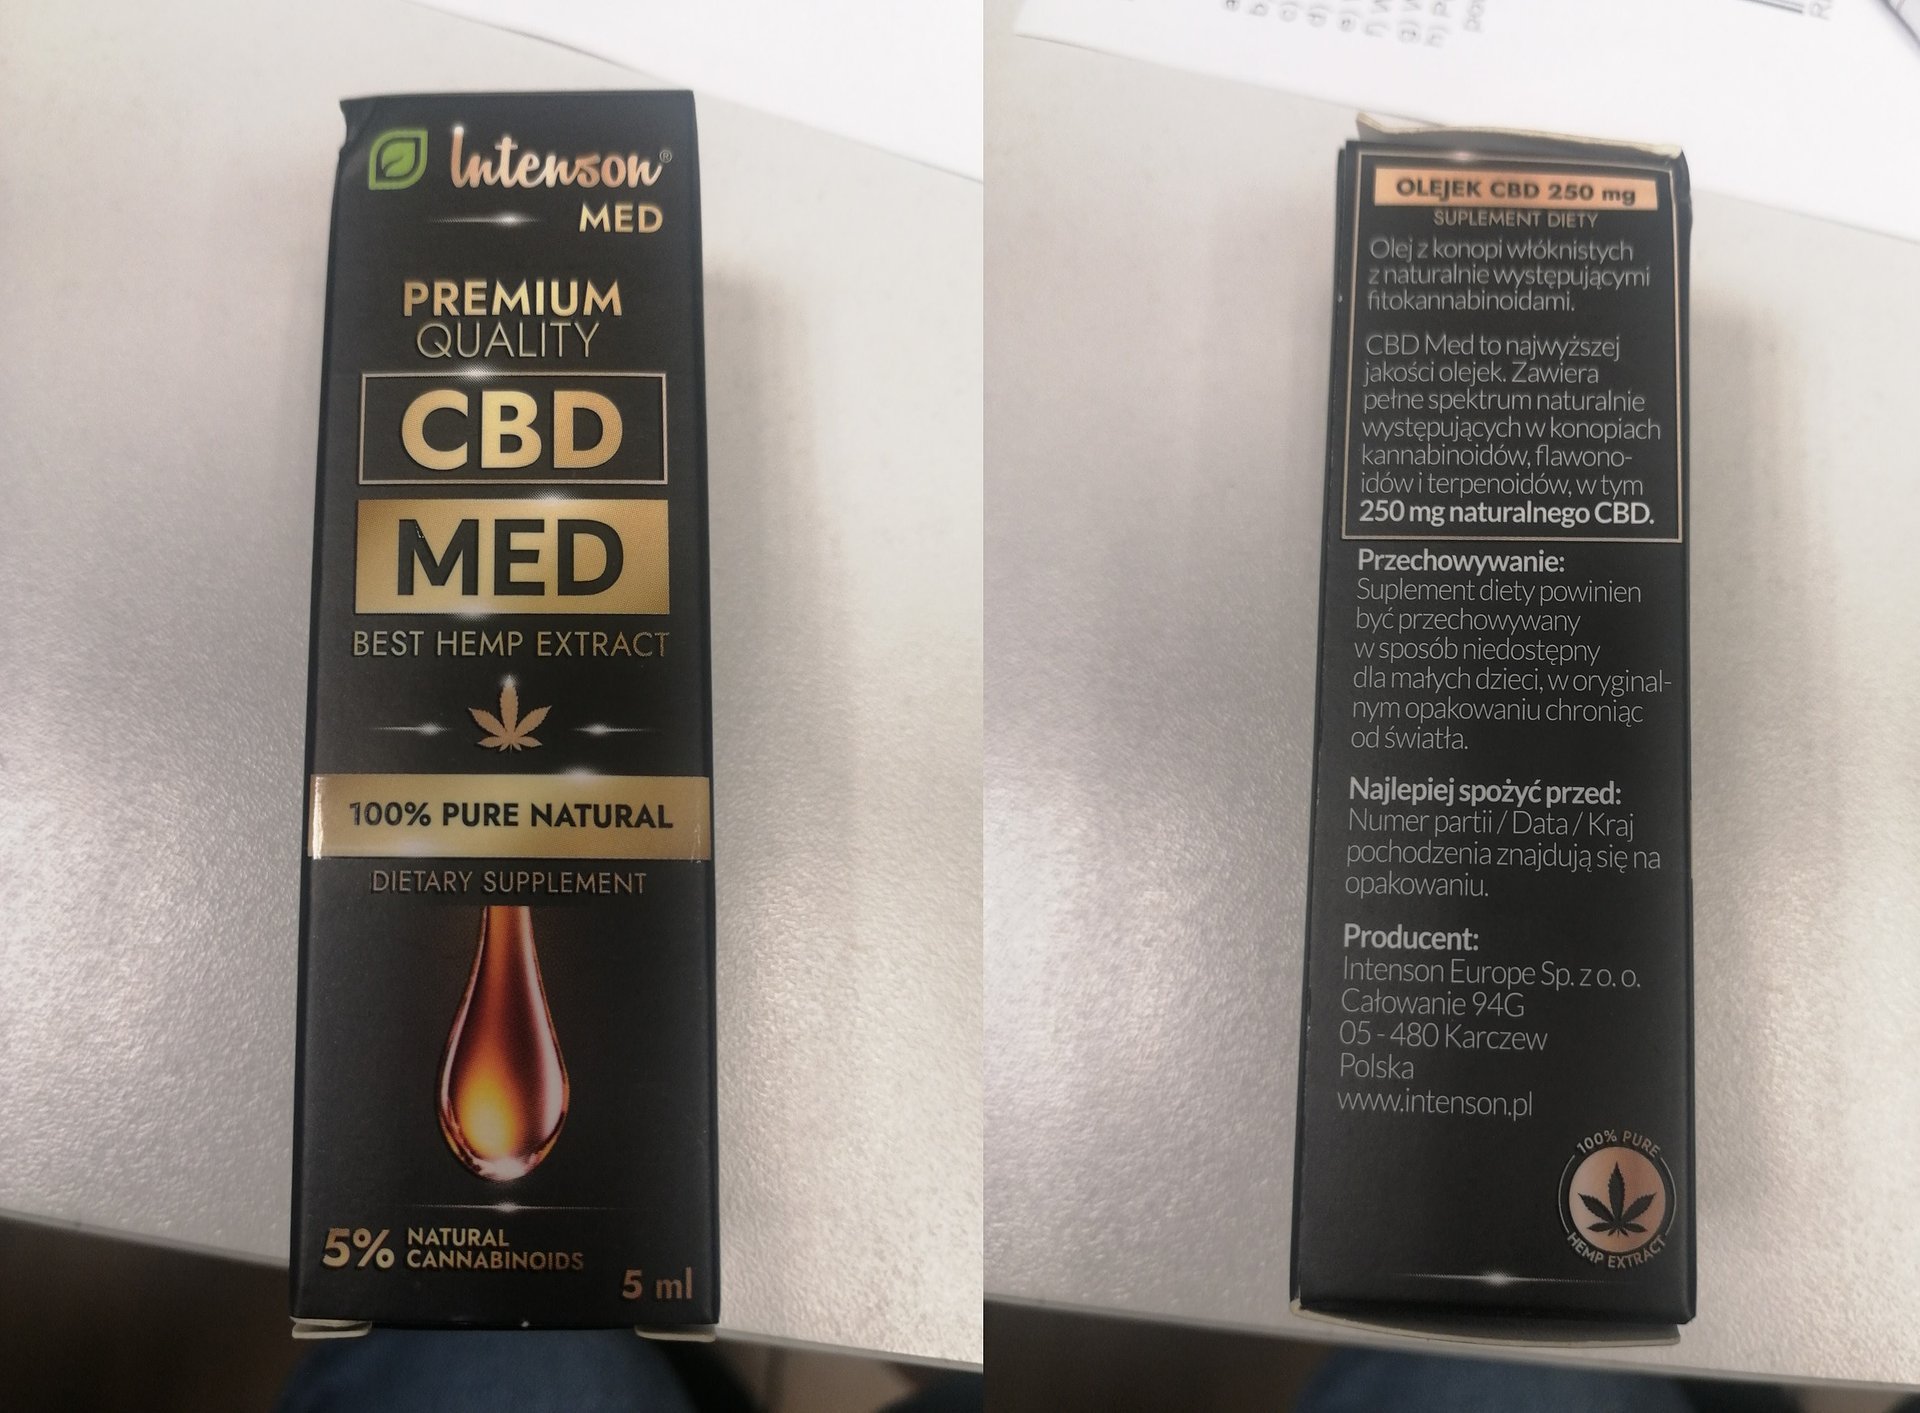 Intenson®
MED
PREMIUM
QUALITY
CBD
MED
BEST HEMP EXTRACT
100% PURE NATURAL
DIETARY SUPPLEMENT
5% NATURAL
CANNABINOIDS
5 ml
OLEJEK CBD 250 mg
SUPLEMENT DIETY
Olej z konopi włóknistych
z naturalnie występującymi
fitokannabinoidami.
CBD Med to najwyższej
jakości olejek. Zawiera
pełne spektrum naturalnie
występujących w konopiach
kannabinoidów, flawono-
idów i terpenoidów, w tym
250 mg naturalnego CBD.
Przechowywanie:
Suplement diety powinien
być przechowywany
w sposób niedostępny
dla małych dzieci, w oryginal-
nym opakowaniu chroniąc
od światła.
Najlepiej spożyć przed:
Numer partii / Data / Kraj
pochodzenia znajdują się na
opakowaniu.
Producent:
Intenson Europe Sp. z o. o.
Całowanie 94G
05 - 480 Karczew
Polska
www.intenson.pl
100% PURE
HEMP EXTRACT